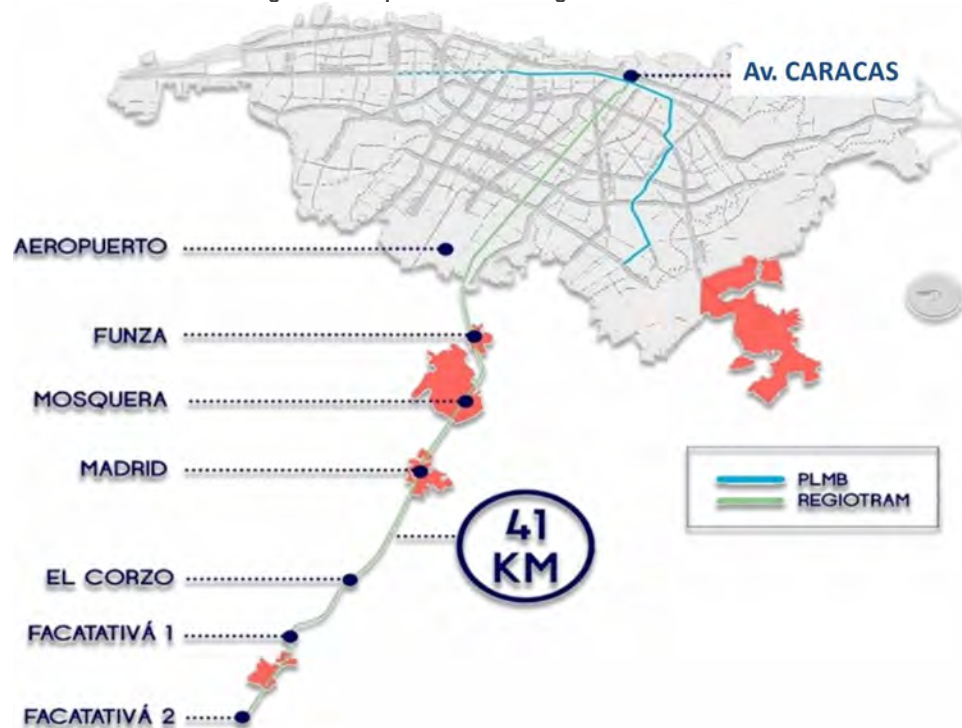 Av. CARACAS
AEROPUERTO
FUNZA
MOSQUERA
MADRID
41
KM
PLMB
REGIOTRAM
EL CORZO
FACATATIVÁ 1
FACATATIVÁ 2